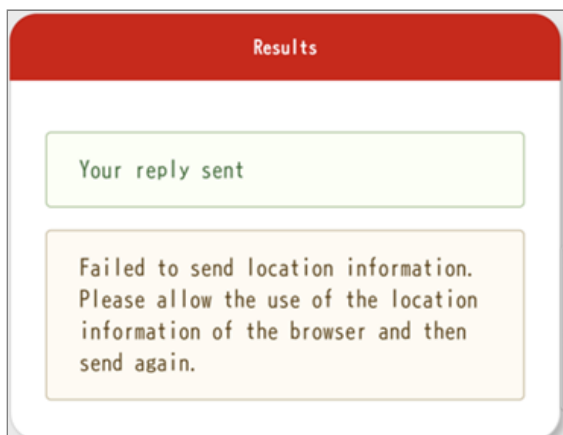 Results
Your reply sent
Failed to send location information.
Please allow the use of the location
information of the browser and then
send again.